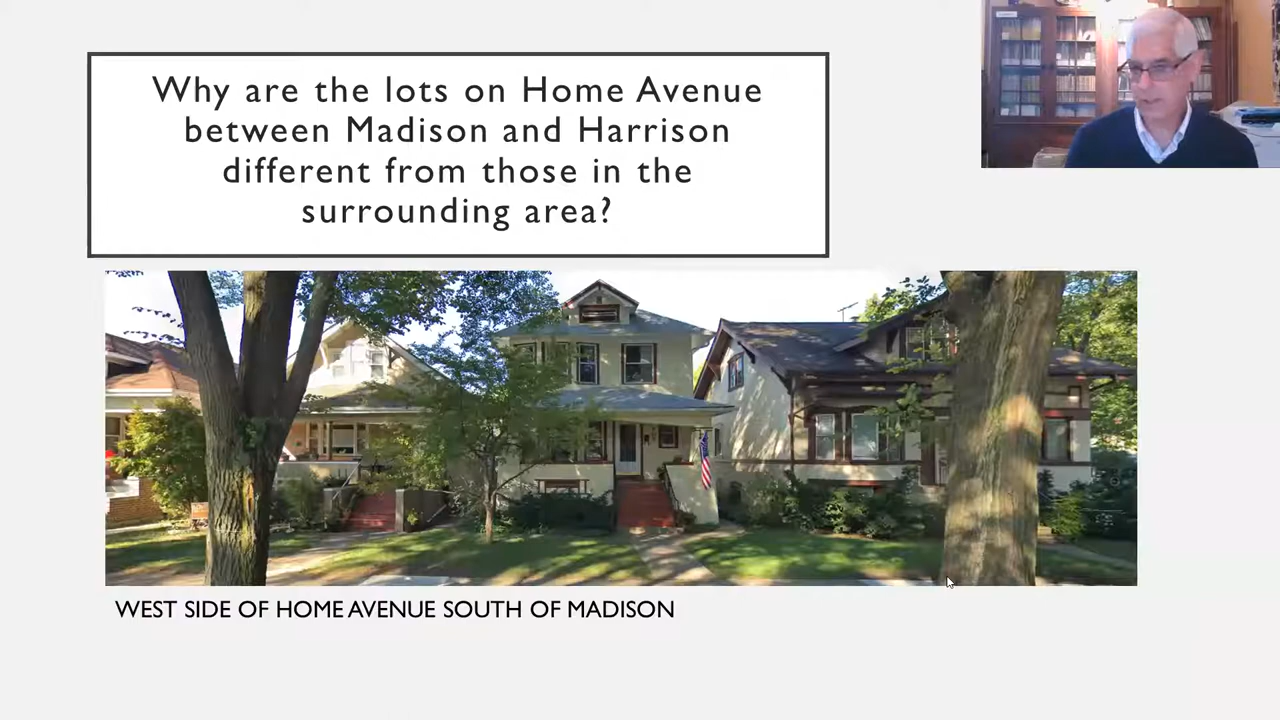 Why are the lots on Home Avenue
between Madison and Harrison
different from those in the
surrounding area?
WEST SIDE OF HOME AVENUE SOUTH OF MADISON